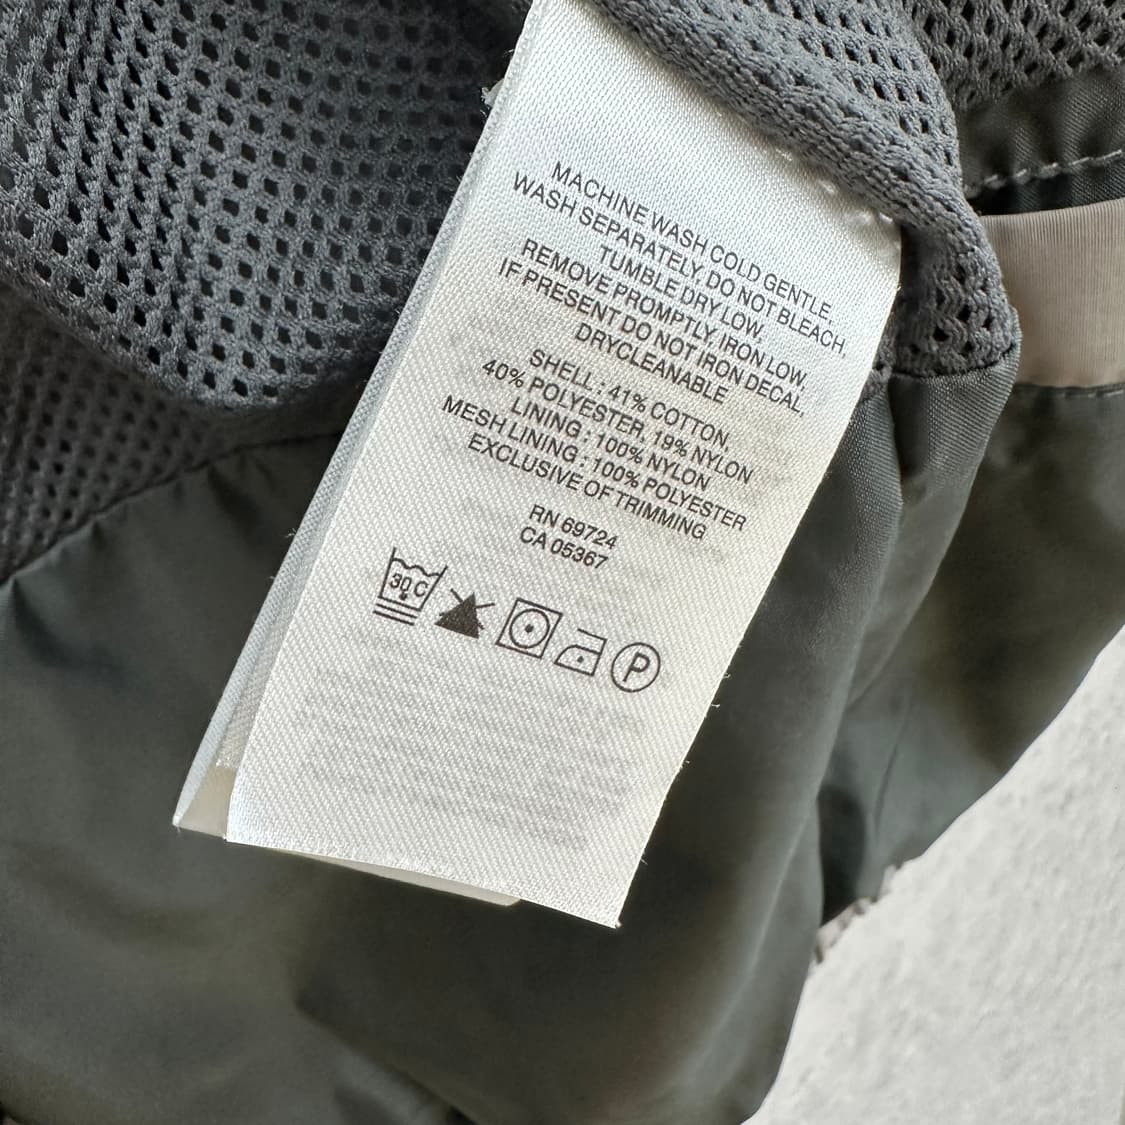 MACHINE WASH COLD GENTLE,
WASH SEPARATELY, DO NOT BLEACH,
TUMBLE DRY LOW,
REMOVE PROMPTLY, IRON LOW,
IF PRESENT DO NOT IRON DECAL,
DRYCLEANABLE
SHELL : 41% COTTON,
40% POLYESTER, 19% NYLON
LINING : 100% NYLON
MESH LINING : 100% POLYESTER
EXCLUSIVE OF TRIMMING
RN 69724
CA 05367
30 C
P